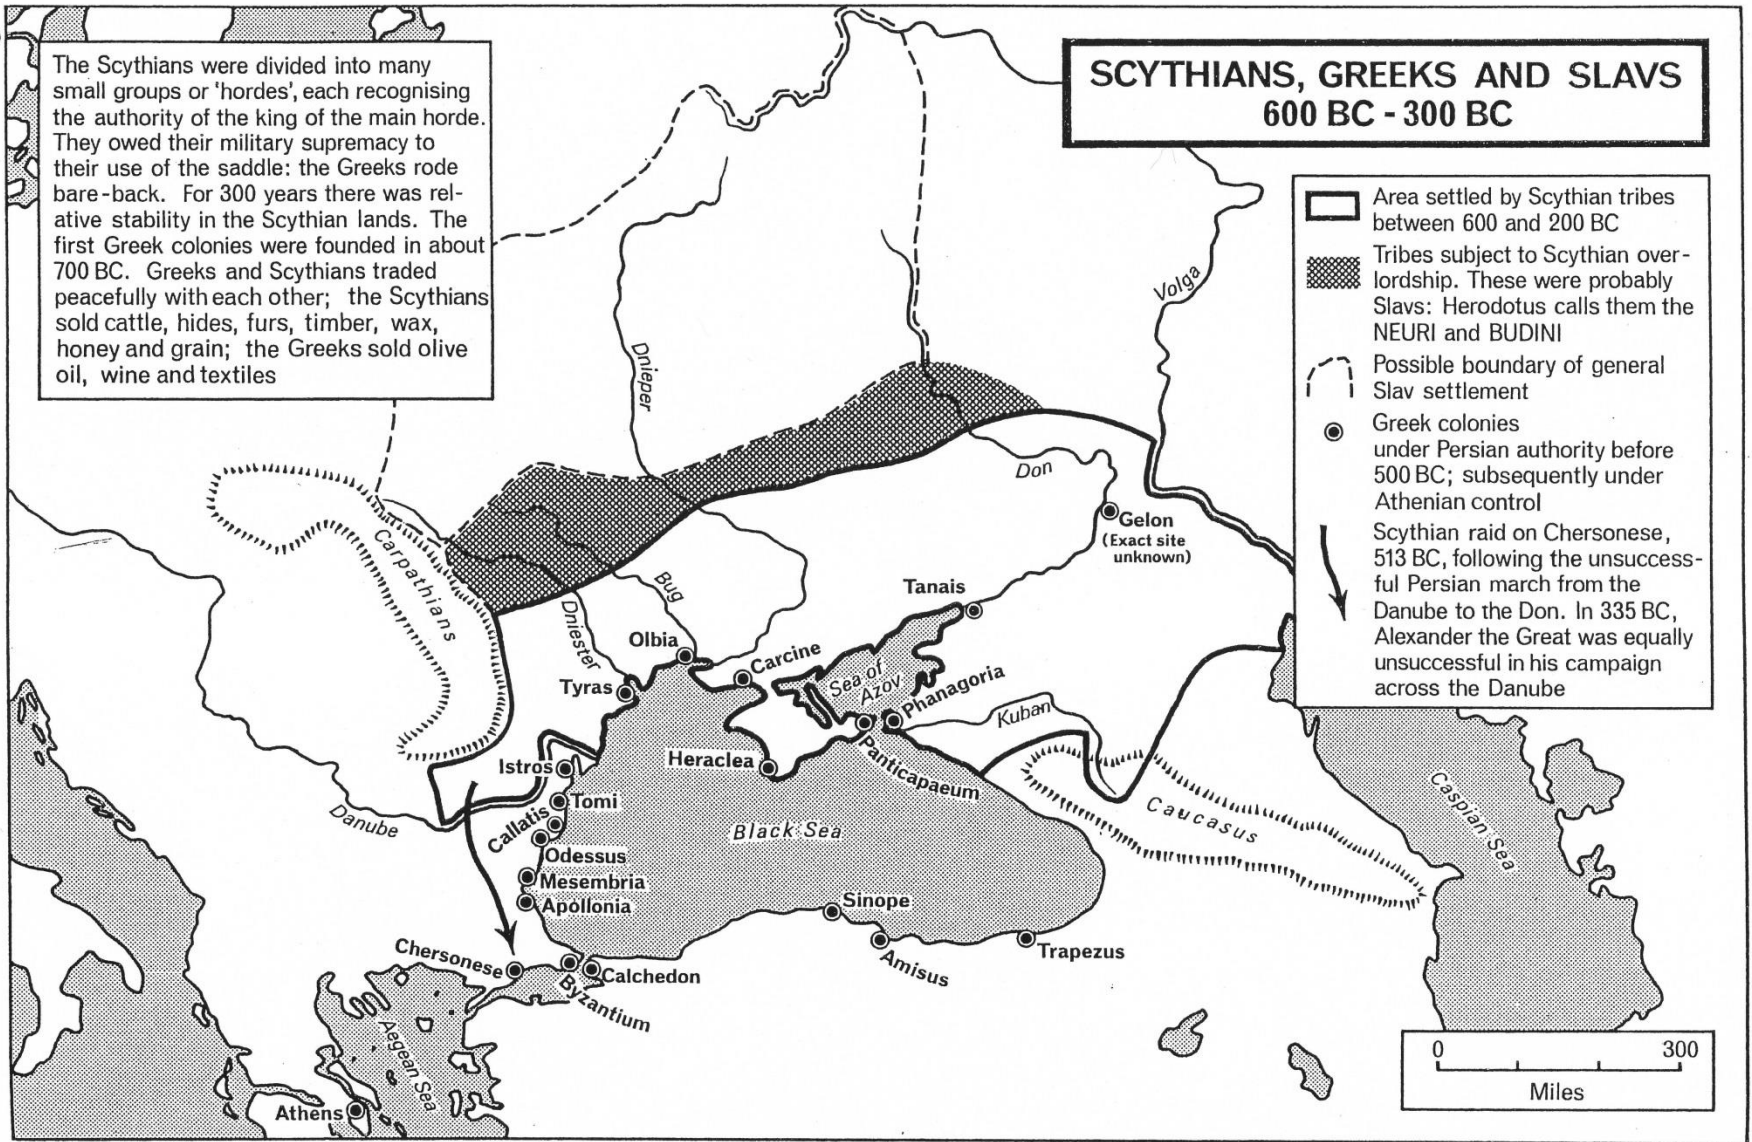 The Scythians were divided into many
small groups or 'hordes', each recognising
the authority of the king of the main horde.
They owed their military supremacy to
their use of the saddle: the Greeks rode
bare-back. For 300 years there was rel-
ative stability in the Scythian lands. The
first Greek colonies were founded in about
700 BC. Greeks and Scythians traded
peacefully with each other; the Scythians
sold cattle, hides, furs, timber, wax,
honey and grain; the Greeks sold olive
oil, wine and textiles
SCYTHIANS, GREEKS AND SLAVS
600 BC - 300 BC
Area settled by Scythian tribes
between 600 and 200 BC
Tribes subject to Scythian over-
lordship. These were probably
Slavs: Herodotus calls them the
NEURI and BUDINI
Possible boundary of general
Slav settlement
Greek colonies
under Persian authority before
500 BC; subsequently under
Athenian control
Scythian raid on Chersonese,
513 BC, following the unsuccess-
ful Persian march from the
Danube to the Don. In 335 BC,
Alexander the Great was equally
unsuccessful in his campaign
across the Danube
Volga
Dnieper
Don
Gelon
(Exact site
unknown)
Carpathians
Bug
Dniester
Tanais
Olbia
Carcine
Tyras
Sea of
Azov
Phanagoria
Kuban
Heraclea
Panticapaeum
Istros
Tomi
Danube
Callatis
Odessus
Black Sea
Caucasus
Caspian Sea
Mesembria
Apollonia
Sinope
Amisus
Trapezus
Chersonese
Calchedon
Byzantium
Aegean Sea
Athens
0 300
Miles